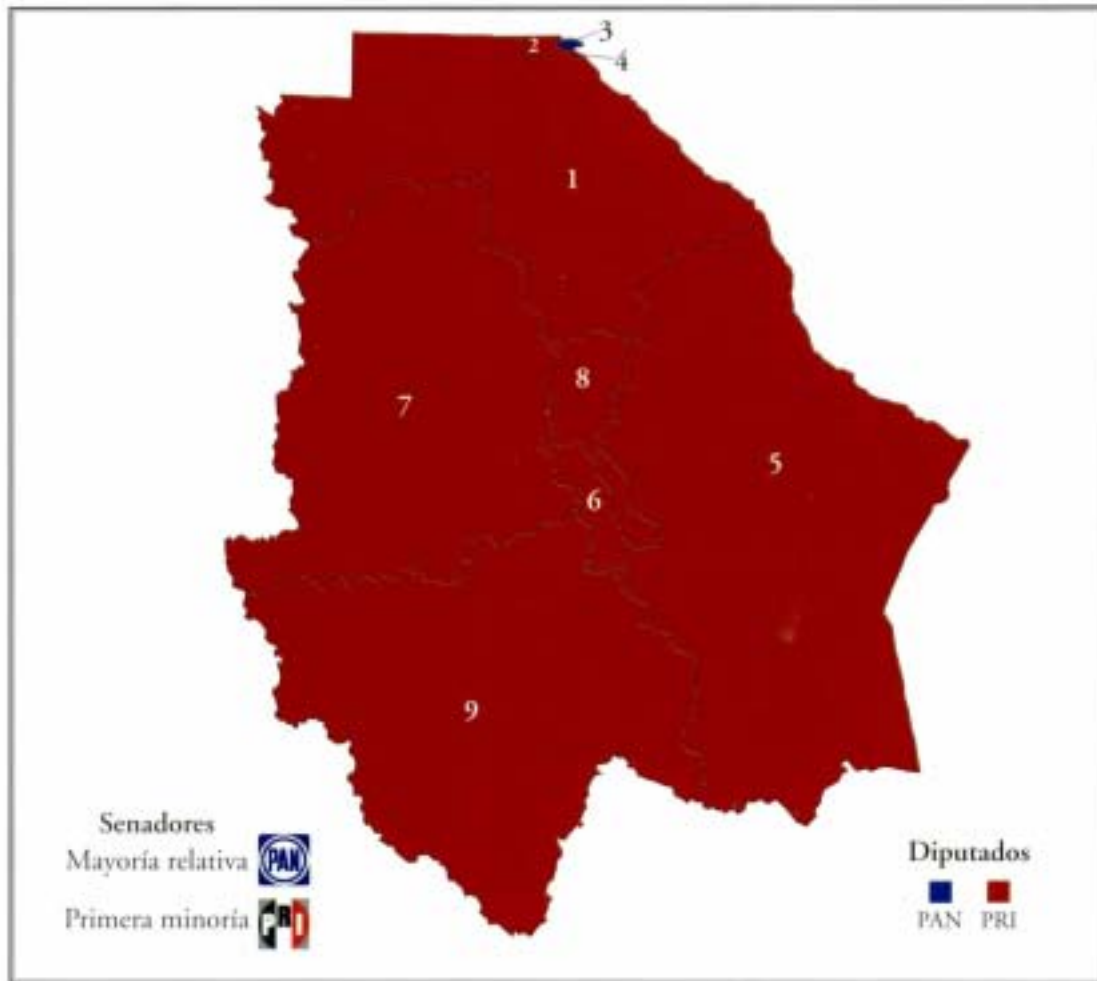 3
2
4
1
8
7
5
6
9
Senadores
Mayoría relativa PAN
Primera minoría PRI
Diputados
PAN PRI